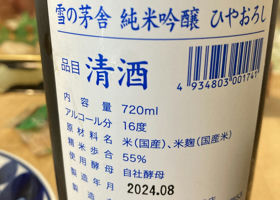 雪の茅舎 純米吟醸 ひやおろし
品目 清酒
4 934803 001741
内容量 720ml
アルコール分 16度
原材料名 米(国産)、米麹(国産米)
精米歩合 55%
使用酵母 自社酵母
製造年月 2024.08
製造